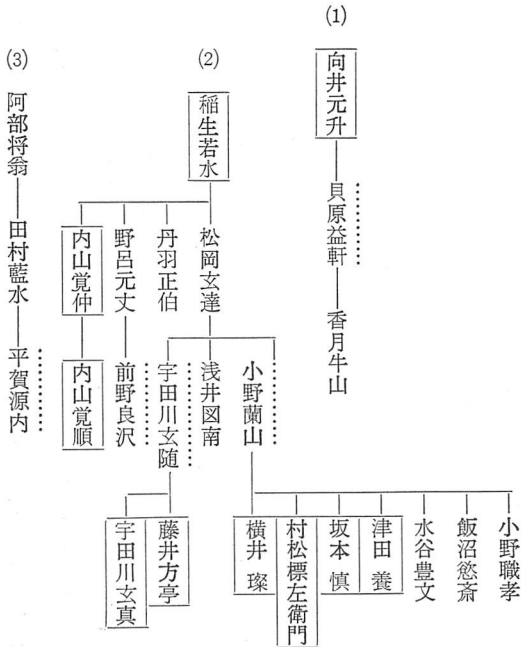 (1)
向井元升
貝原益軒
香月牛山
(2)
稲生若水
松岡玄達
丹羽正伯
野呂元丈
内山覚仲
小野蘭山
浅井図南
宇田川玄随
前野良沢
内山覚順
小野職孝
飯沼慾斎
水谷豊文
津田養
坂本慎
村松標左衛門
横井璨
藤井方亭
宇田川玄真
(3)
阿部将翁
田村藍水
平賀源内